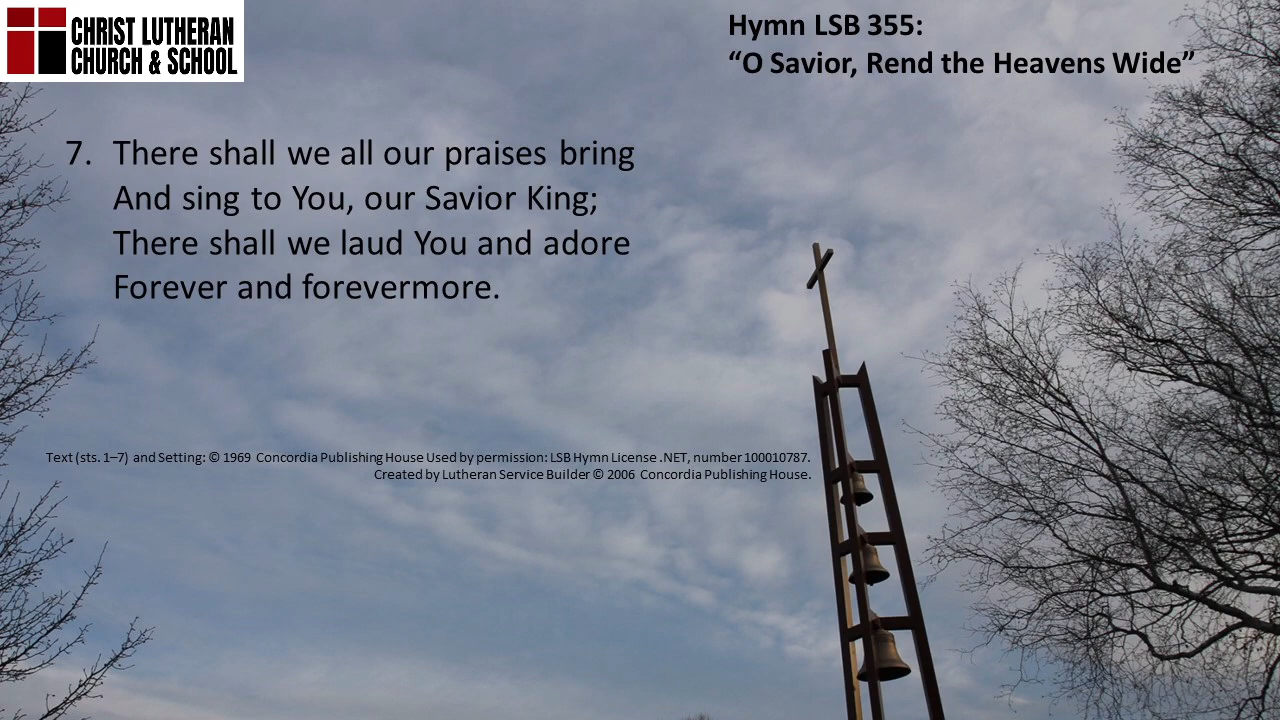 CHRIST LUTHERAN
CHURCH & SCHOOL
Hymn LSB 355:
“O Savior, Rend the Heavens Wide”
7. There shall we all our praises bring
And sing to You, our Savior King;
There shall we laud You and adore
Forever and forevermore.
Text (sts. 1–7) and Setting: © 1969 Concordia Publishing House Used by permission: LSB Hymn License .NET, number 100010787.
Created by Lutheran Service Builder © 2006 Concordia Publishing House.